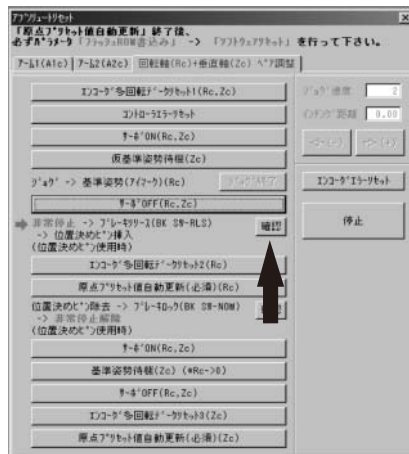 アブソリュートリセット
「原点プリセット値自動更新」終了後、
必ずパラメータ「フラッシュROM書込み」 -> 「ソフトウェアリセット」 を行って下さい。
アーム1(A1c)
アーム2(A2c)
回転軸(Rc)+垂直軸(Zc) ペア調整
エンコーダ多回転データリセット1(Rc,Zc)
コントローラエラーリセット
サーボON(Rc,Zc)
仮基準姿勢待機(Zc)
ジョグ -> 基準姿勢(アイマーク)(Rc)
ジョグ終了
サーボOFF(Rc,Zc)
非常停止 -> ブレーキリリース(BK SW-RLS)
-> 位置決めピン挿入
(位置決めピン使用時)
確認
エンコーダ多回転データリセット2(Rc)
原点プリセット値自動更新(必須)(Rc)
位置決めピン除去 -> ブレーキロック(BK SW-NOM)
-> 非常停止解除
(位置決めピン使用時)
サーボON(Rc,Zc)
基準姿勢待機(Zc) (*Rc->0)
サーボOFF(Rc,Zc)
エンコーダ多回転データリセット3(Zc)
原点プリセット値自動更新(必須)(Zc)
ジョグ速度
2
インチング距離
0.00
エンコーダエラーリセット
停止